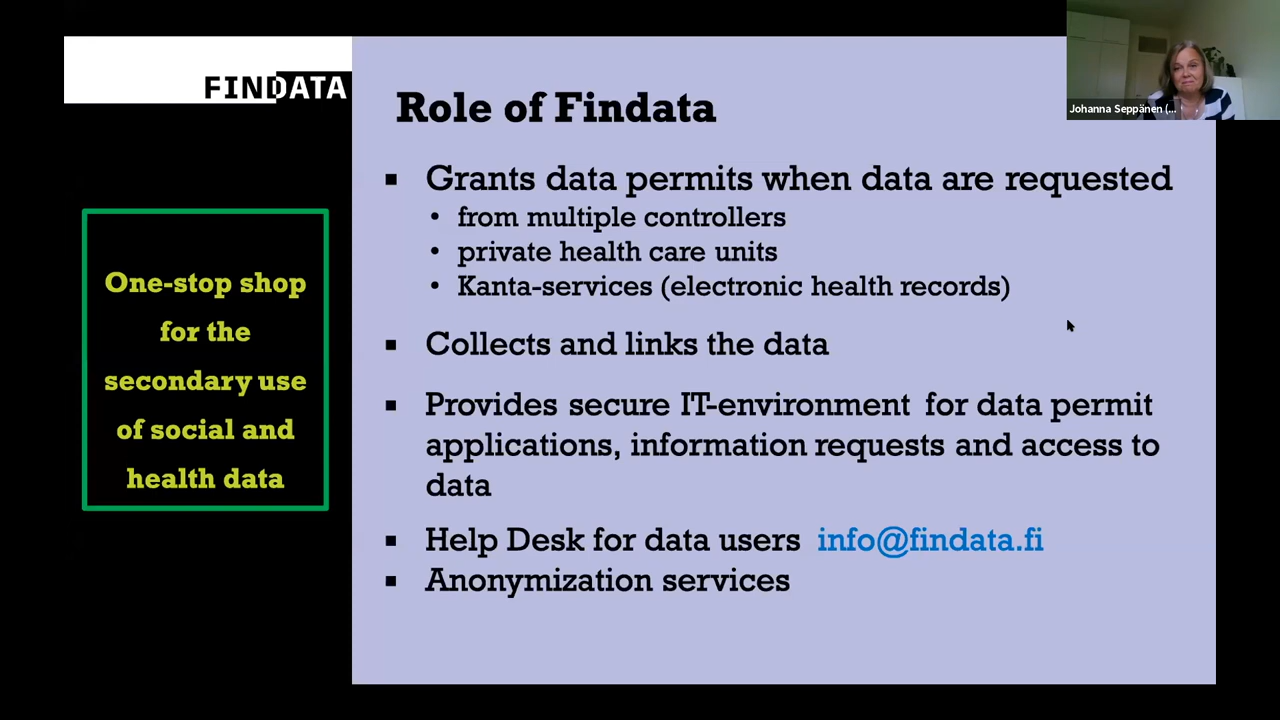 FINDATA
Johanna Seppänen (...
Role of Findata
One-stop shop
for the
secondary use
of social and
health data
▪ Grants data permits when data are requested
• from multiple controllers
• private health care units
• Kanta-services (electronic health records)
▪ Collects and links the data
▪ Provides secure IT-environment for data permit
applications, information requests and access to
data
▪ Help Desk for data users info@findata.fi
▪ Anonymization services